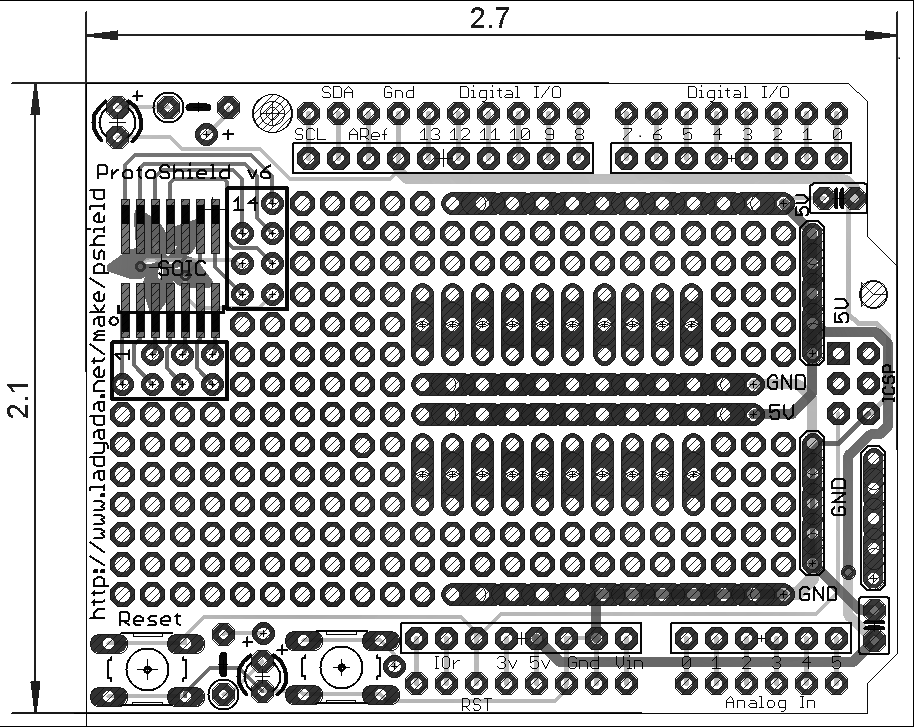 2.7
2.1
SDA Gnd Digital I/O Digital I/O
SCL ARef 13 12 11 10 9 8 7 6 5 4 3 2 1 0
ProtoShield v6
14
5V
SOIC
http://www.ladyada.net/make/pshield
5V
1
GND
5V
ICSP
GND
GND
Reset
IOr 3v 5v Gnd Vin 0 1 2 3 4 5
RST Analog In